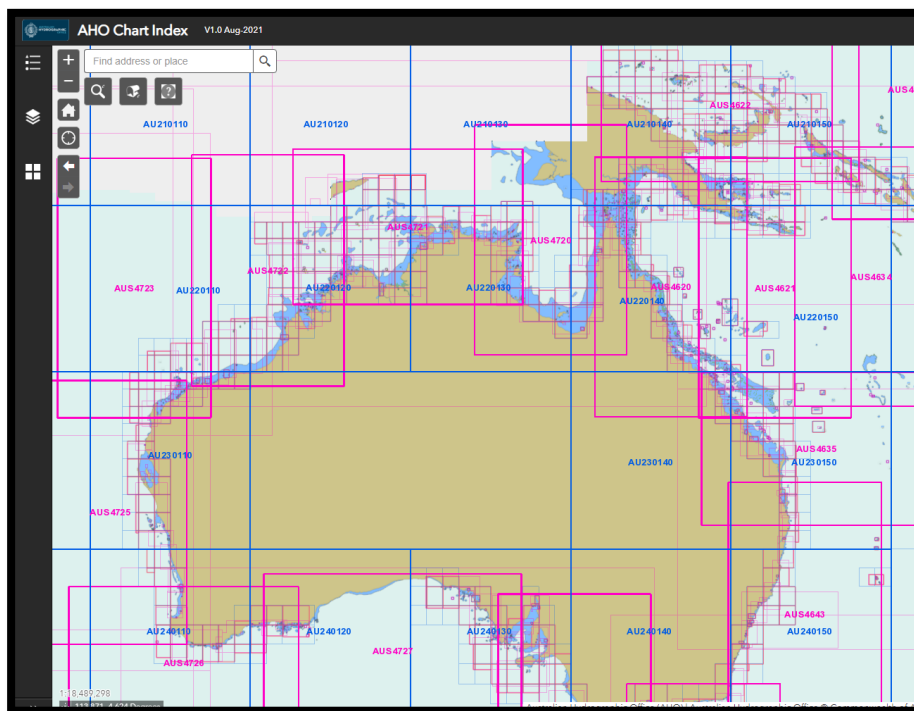 AHO Chart Index V1.0 Aug-2021
Find address or place
AUS4622
AU210110
AU210120
AU210130
AU210140
AU210150
AUS4721
AUS4720
AUS4722
AUS4723
AU220110
AU220120
AU220130
AU220140
AUS4620
AUS4621
AUS4634
AU220150
AU230110
AU230140
AUS4635
AU230150
AUS4725
AUS4643
AU240110
AU240120
AU240130
AU240140
AU240150
AUS4726
AUS4727
1:18,489,298